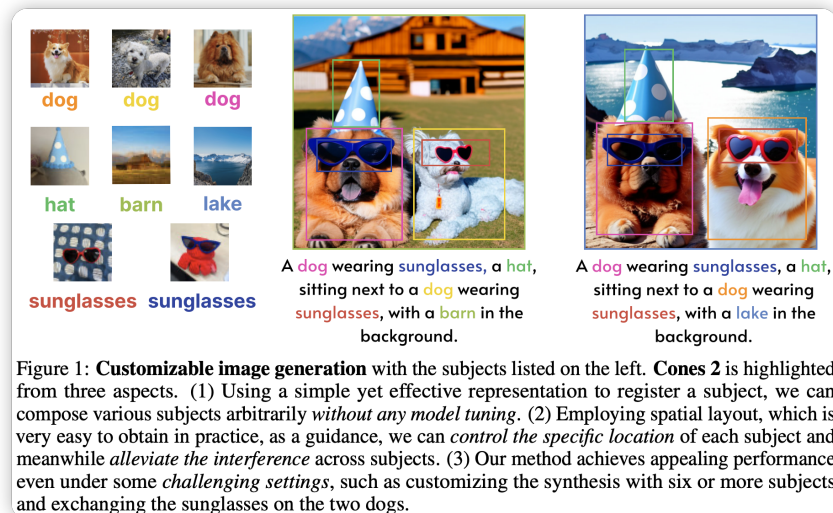 dog dog dog
hat barn lake
sunglasses sunglasses
A dog wearing sunglasses, a hat,
sitting next to a dog wearing
sunglasses, with a barn in the
background.
A dog wearing sunglasses, a hat,
sitting next to a dog wearing
sunglasses, with a lake in the
background.
Figure 1: Customizable image generation with the subjects listed on the left. Cones 2 is highlighted
from three aspects. (1) Using a simple yet effective representation to register a subject, we can
compose various subjects arbitrarily without any model tuning. (2) Employing spatial layout, which is
very easy to obtain in practice, as a guidance, we can control the specific location of each subject and
meanwhile alleviate the interference across subjects. (3) Our method achieves appealing performance
even under some challenging settings, such as customizing the synthesis with six or more subjects
and exchanging the sunglasses on the two dogs.